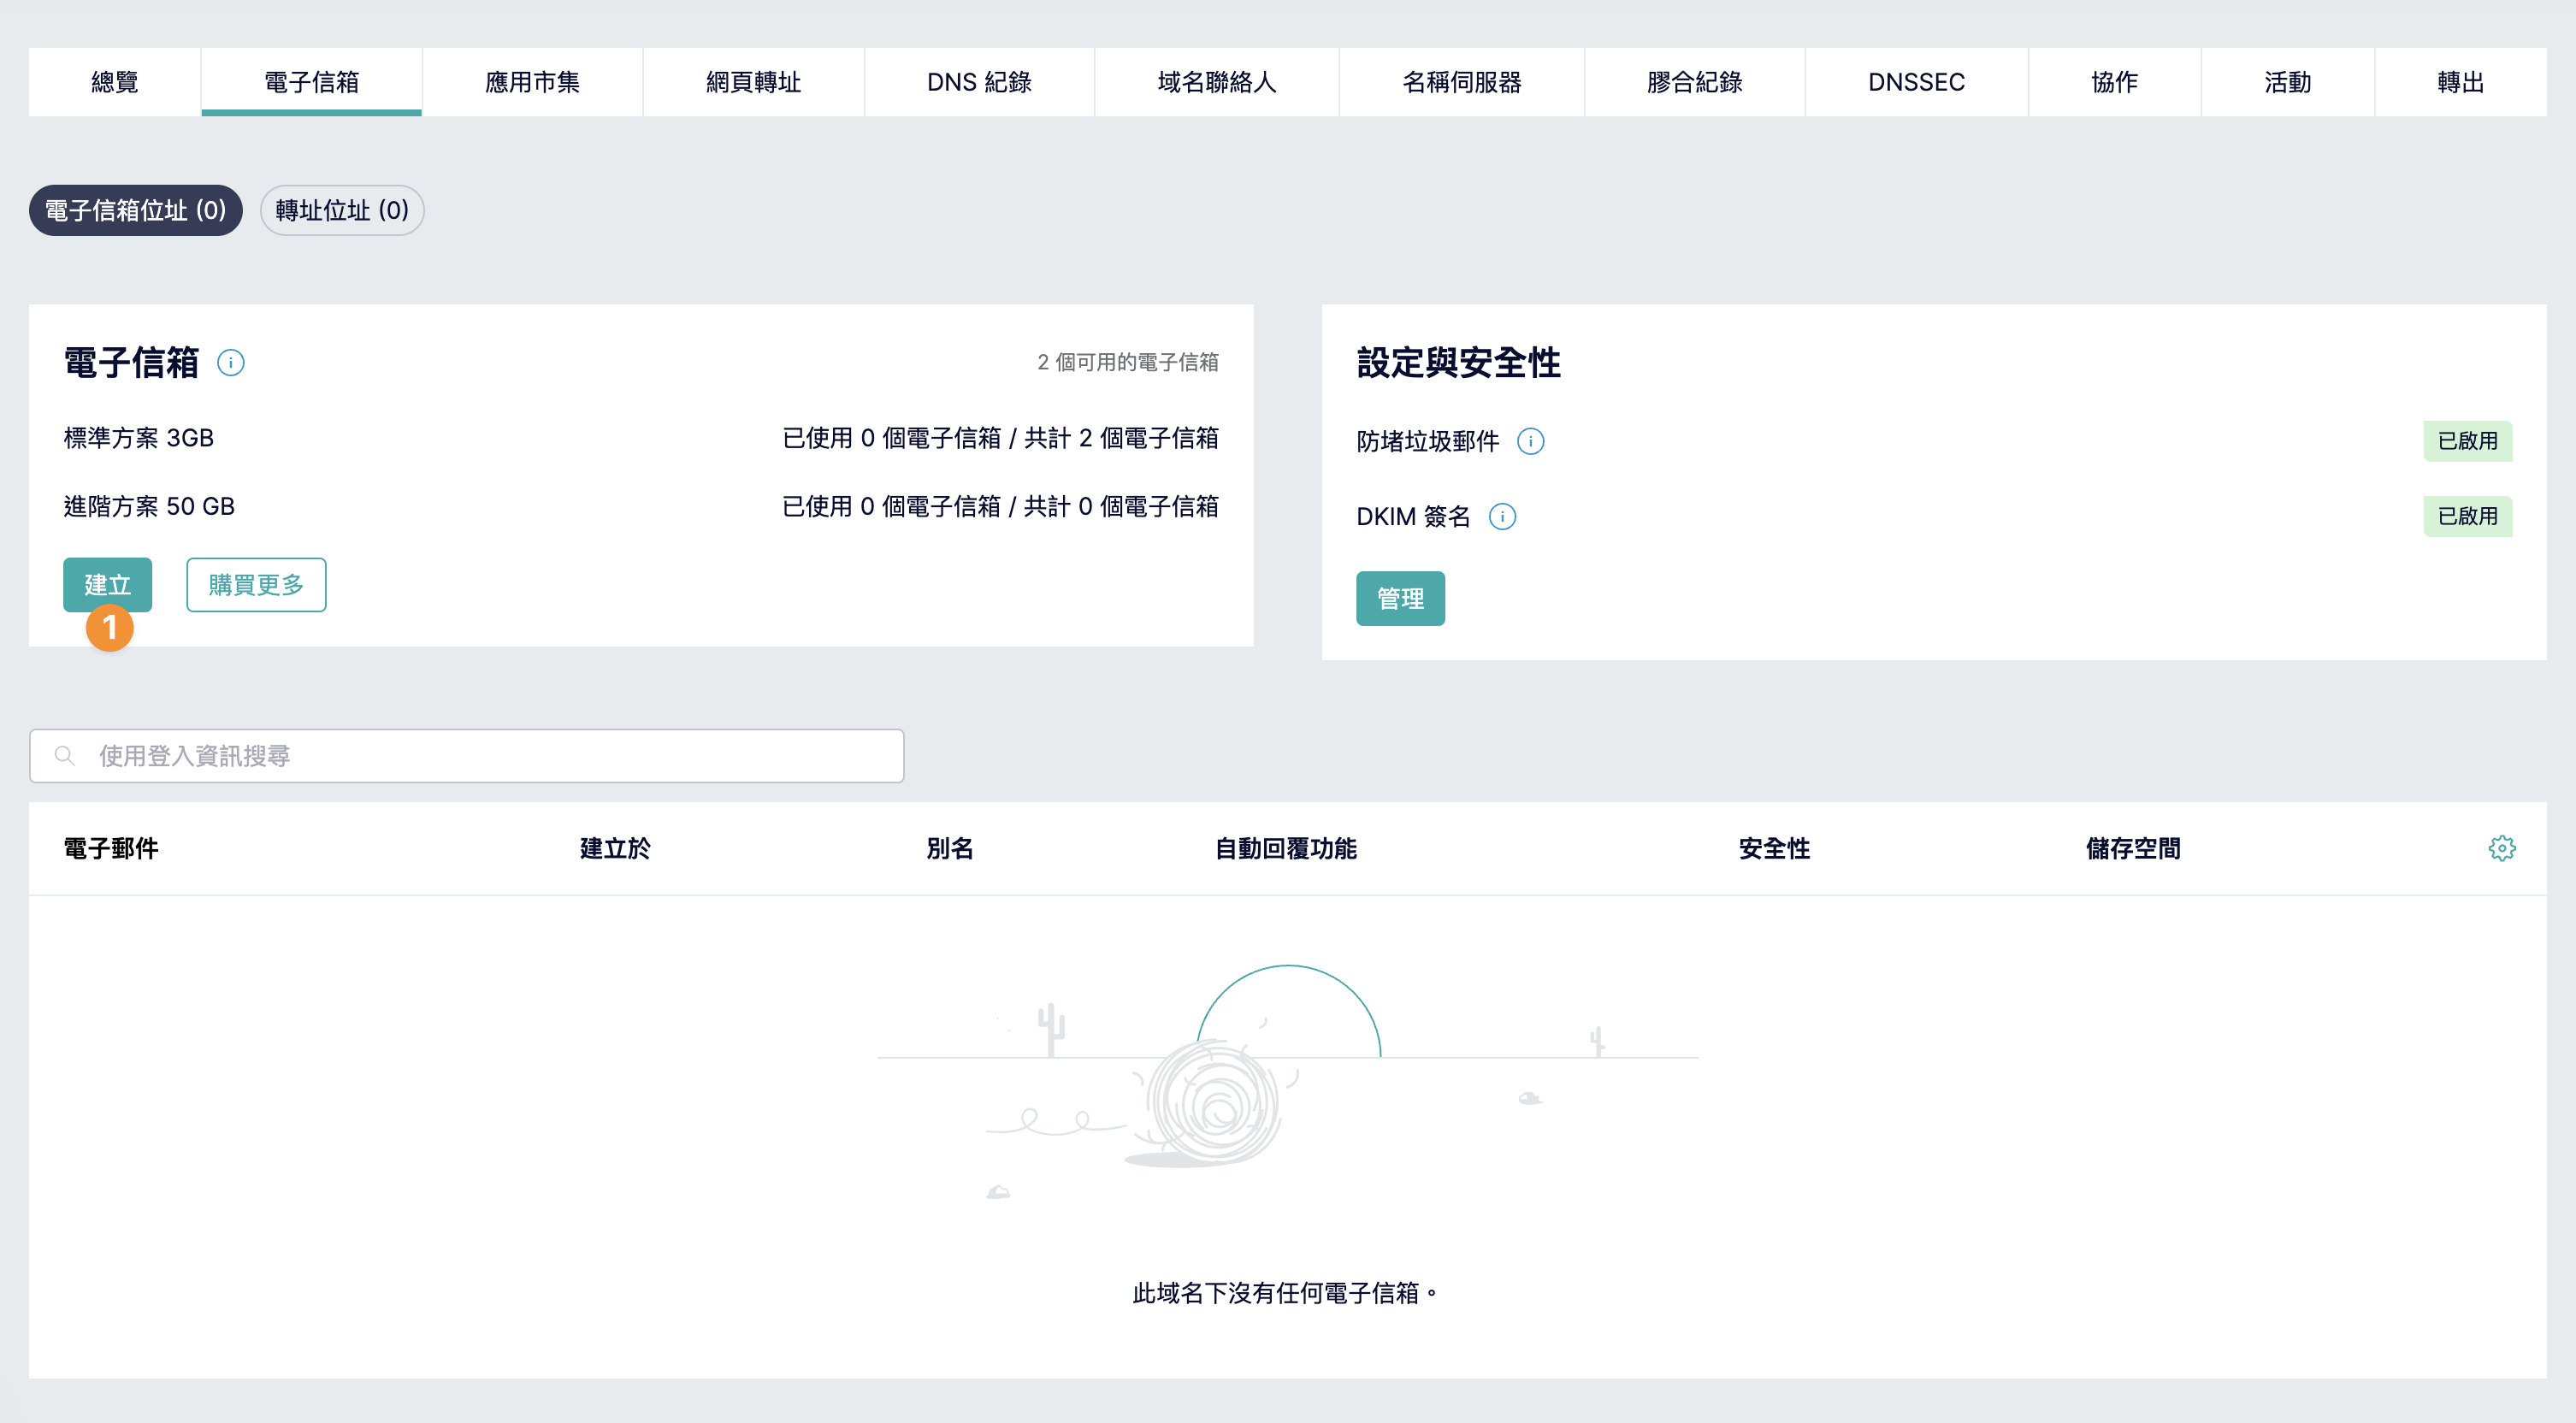 總覽
電子信箱
應用市集
網頁轉址
DNS 紀錄
域名聯絡人
名稱伺服器
膠合紀錄
DNSSEC
協作
活動
轉出
電子信箱位址 (0)
轉址位址 (0)
電子信箱
2 個可用的電子信箱
標準方案 3GB
已使用 0 個電子信箱 / 共計 2 個電子信箱
進階方案 50 GB
已使用 0 個電子信箱 / 共計 0 個電子信箱
建立
購買更多
1
設定與安全性
防堵垃圾郵件
已啟用
DKIM 簽名
已啟用
管理
使用登入資訊搜尋
電子郵件
建立於
別名
自動回覆功能
安全性
儲存空間
此域名下沒有任何電子信箱。